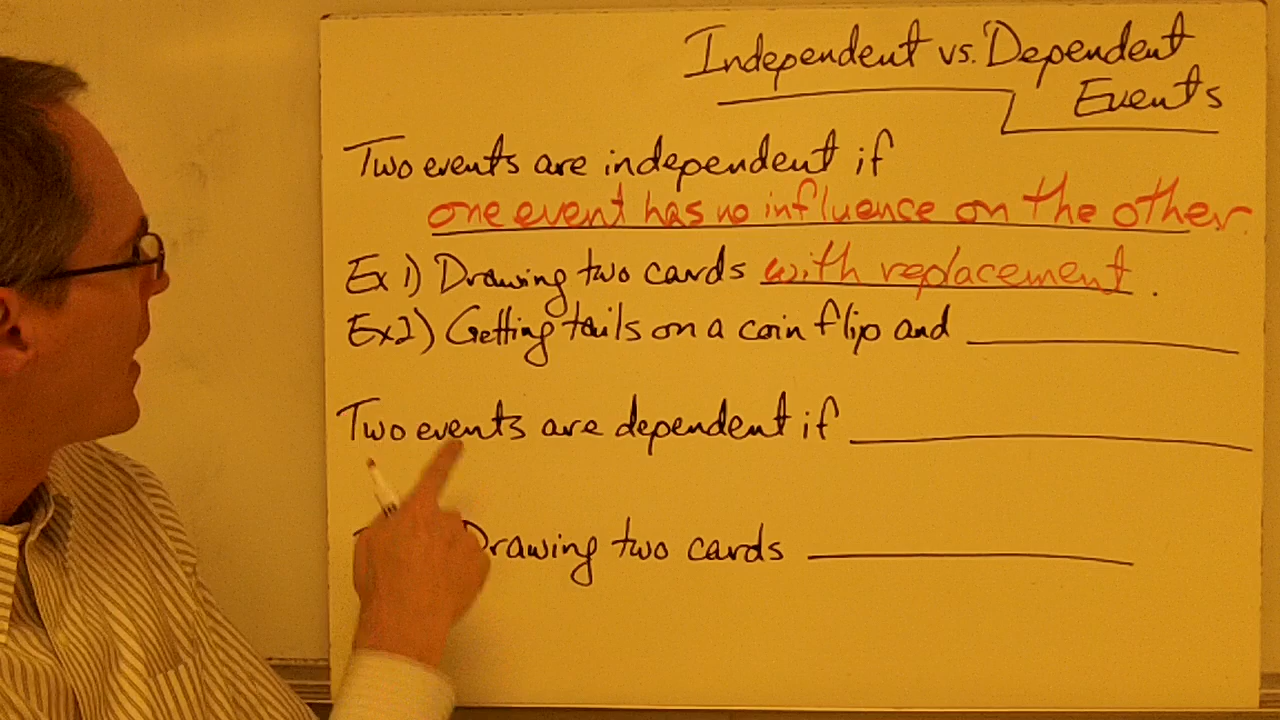 Independent vs. Dependent
Events
Two events are independent if
one event has no influence on the other.
Ex 1) Drawing two cards with replacement.
Ex2) Getting tails on a coin flip and
Two events are dependent if
Drawing two cards